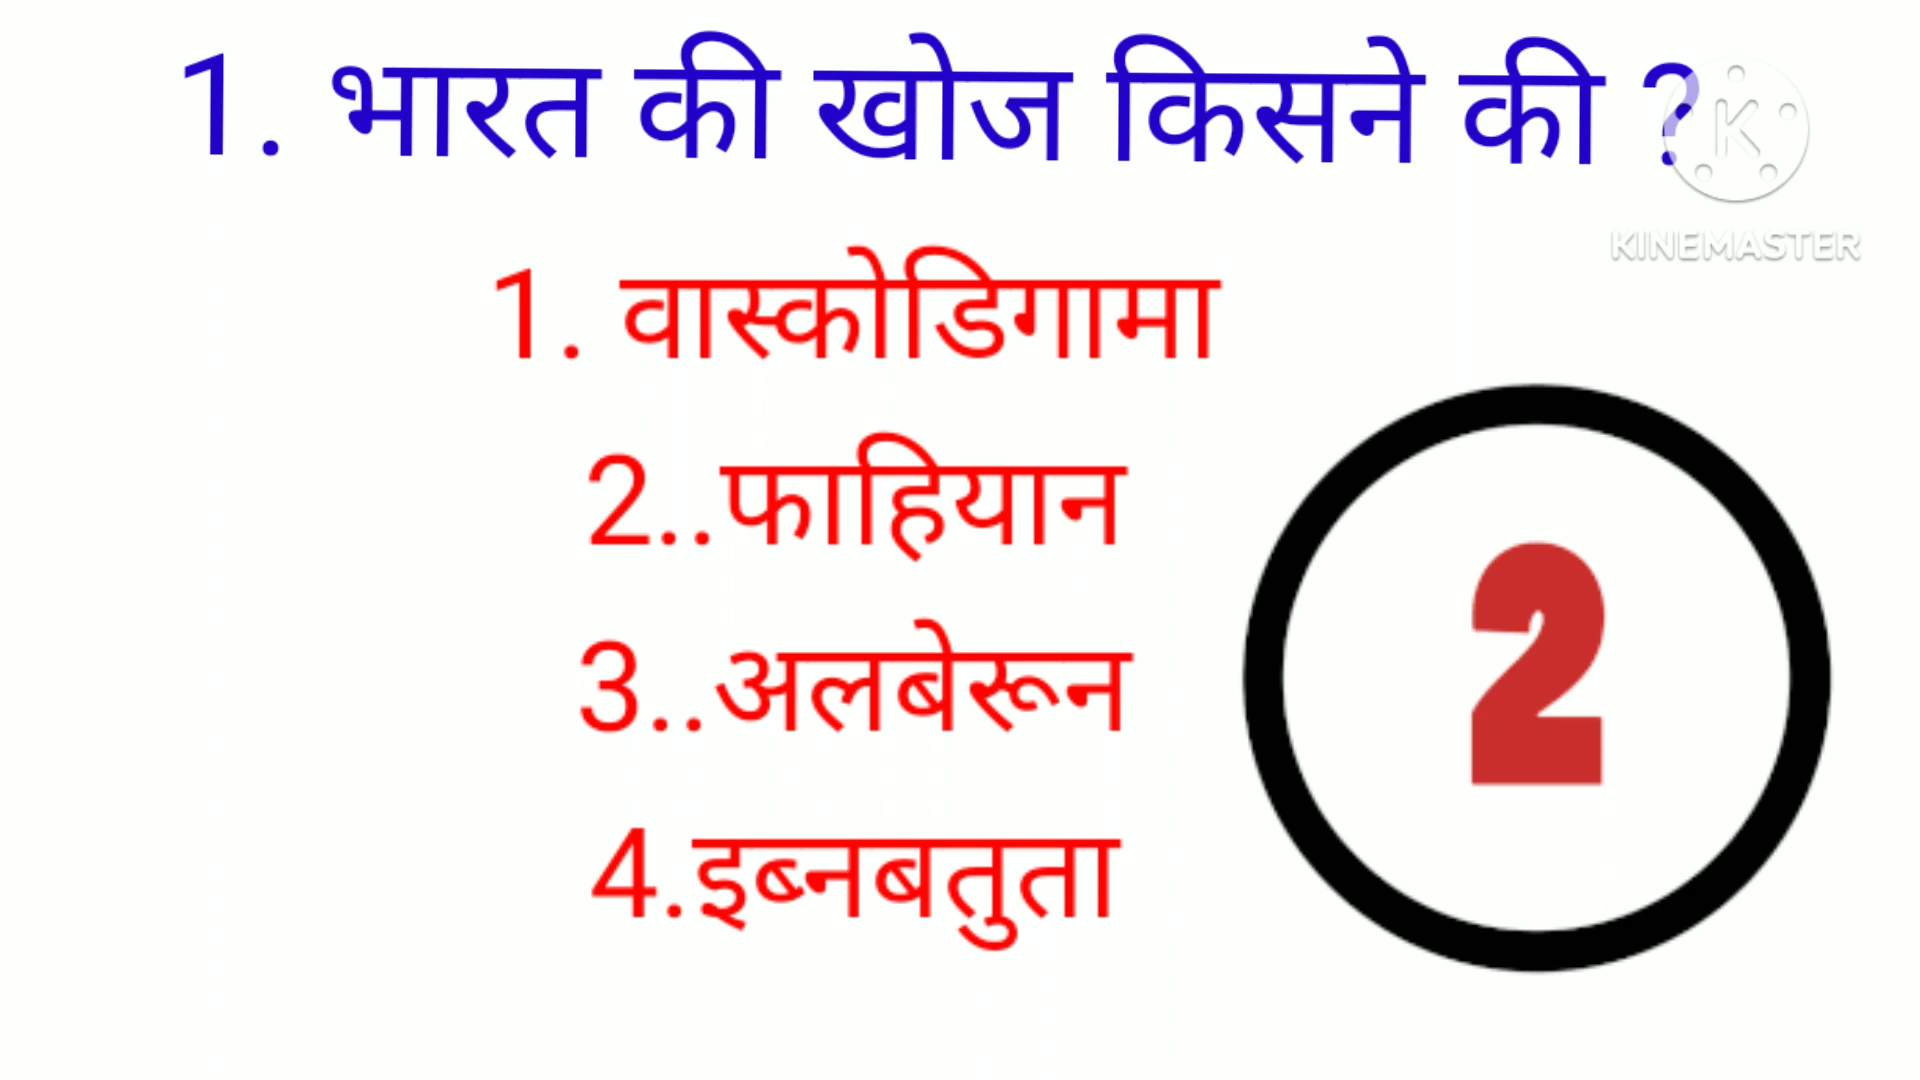 1. भारत की खोज किसने की ?
KINEMASTER
1. वास्कोडिगामा
2..फाहियान
3..अलबेरून
4.इब्नबतुता
2